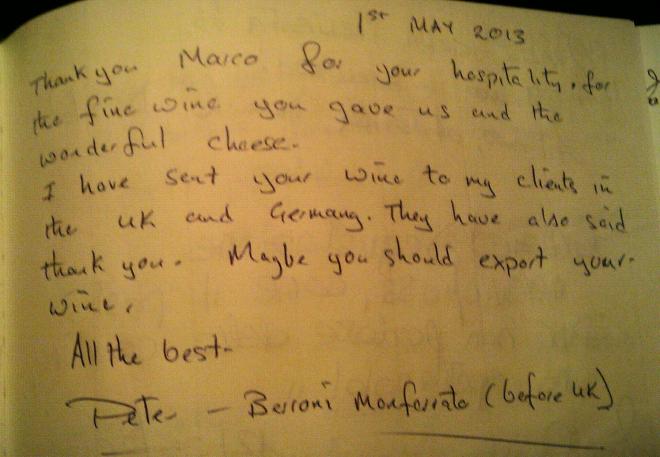 1ST MAY 2013
Thank you Marco for your hospitality, for
the fine wine you gave us and the
wonderful cheese.
I have sent your wine to my clients in
the UK and Germany. They have also said
thank you. Maybe you should export your
wine.
All the best-
Pete - Berroni Monferrato (before UK)